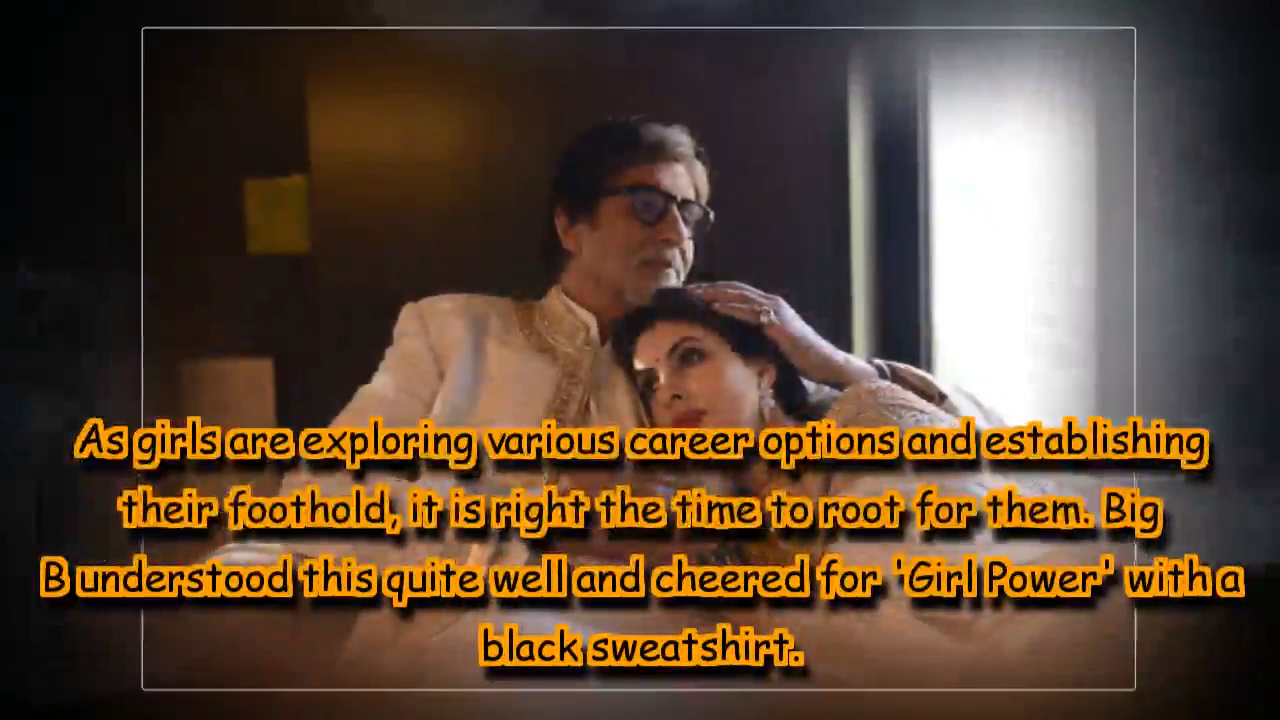 As girls are exploring various career options and establishing
their foothold, it is right the time to root for them. Big
B understood this quite well and cheered for 'Girl Power' with a
black sweatshirt.